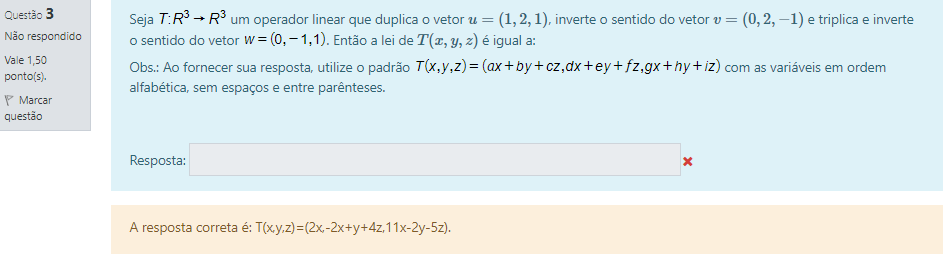 Questão 3
Não respondido
Vale 1,50
ponto(s).
Marcar
questão
Seja T:R³→R³ um operador linear que duplica o vetor u = (1, 2, 1), inverte o sentido do vetor v = (0, 2, −1) e triplica e inverte
o sentido do vetor w=(0,−1,1). Então a lei de T(x, y, z) é igual a:
Obs.: Ao fornecer sua resposta, utilize o padrão T(x,y,z)=(ax+by+cz,dx+ey+fz,gx+hy+iz) com as variáveis em ordem
alfabética, sem espaços e entre parênteses.
Resposta:
A resposta correta é: T(x,y,z)=(2x,-2x+y+4z,11x-2y-5z).